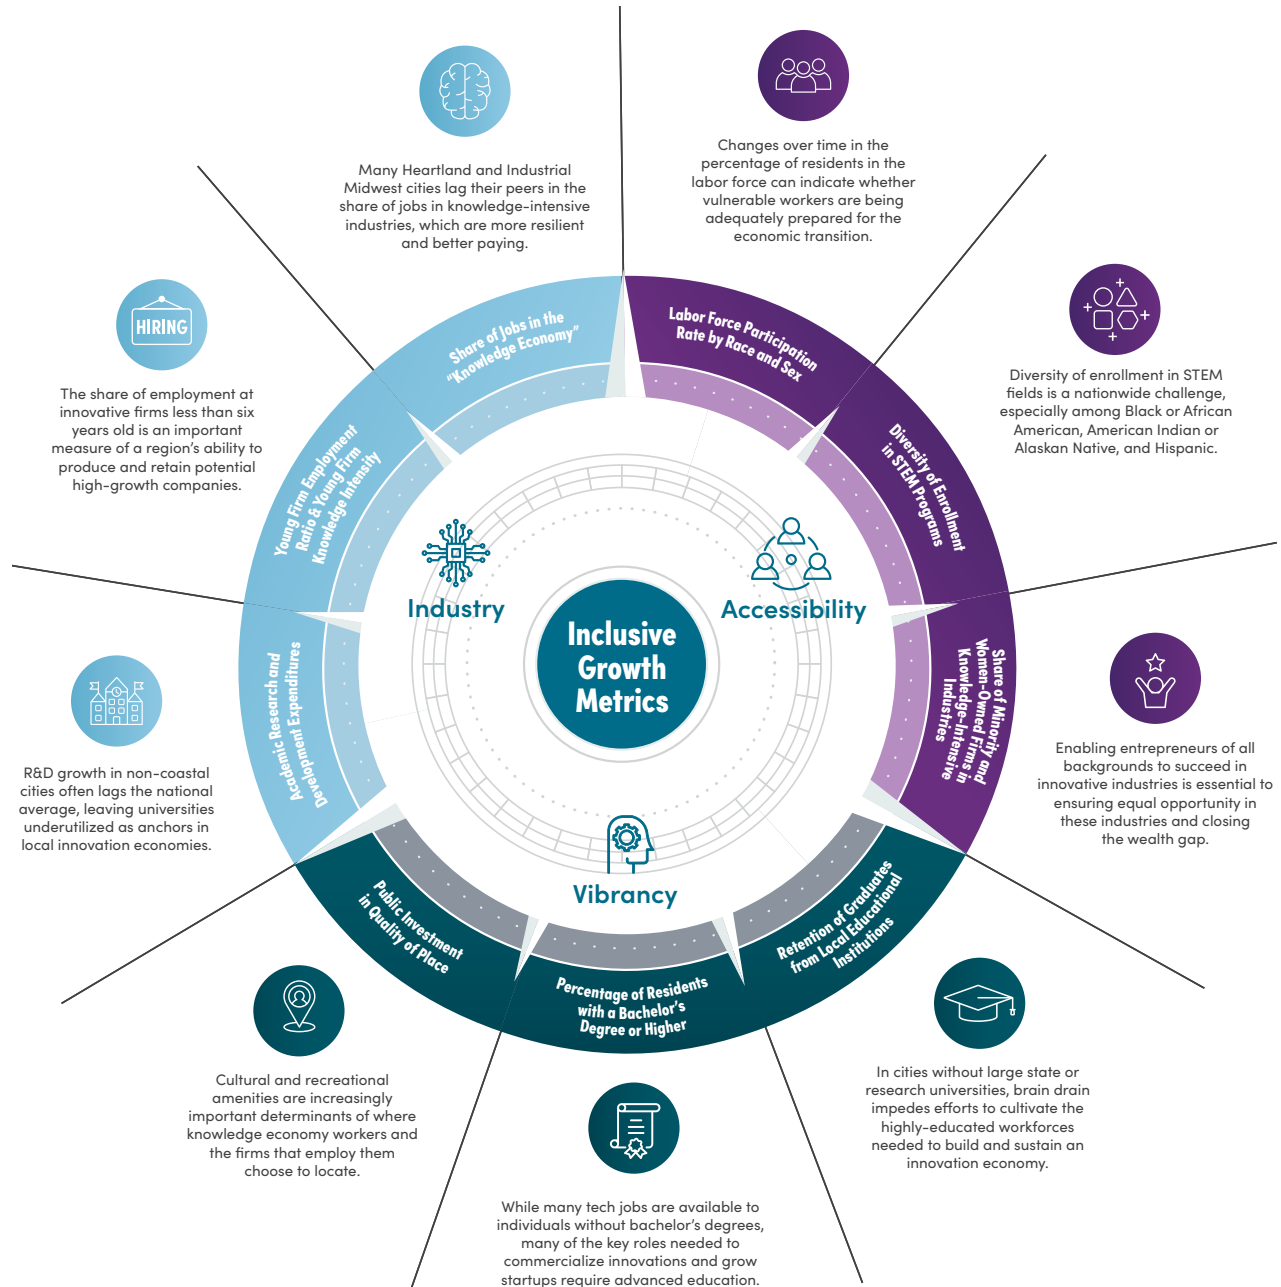 Inclusive
Growth
Metrics
Industry
Accessibility
Vibrancy
Share of Jobs in the
"Knowledge Economy"
Many Heartland and Industrial
Midwest cities lag their peers in the
share of jobs in knowledge-intensive
industries, which are more resilient
and better paying.
Labor Force Participation
Rate by Race and Sex
Changes over time in the
percentage of residents in the
labor force can indicate whether
vulnerable workers are being
adequately prepared for the
economic transition.
Diversity of Enrollment
in STEM Programs
Diversity of enrollment in STEM
fields is a nationwide challenge,
especially among Black or African
American, American Indian or
Alaskan Native, and Hispanic.
Share of Minority and
Women-Owned Firms in
Knowledge-Intensive
Industries
Enabling entrepreneurs of all
backgrounds to succeed in
innovative industries is essential to
ensuring equal opportunity in
these industries and closing
the wealth gap.
Retention of Graduates
from Local Educational
Institutions
In cities without large state or
research universities, brain drain
impedes efforts to cultivate the
highly-educated workforces
needed to build and sustain an
innovation economy.
Percentage of Residents
with a Bachelor's
Degree or Higher
While many tech jobs are available to
individuals without bachelor's degrees,
many of the key roles needed to
commercialize innovations and grow
startups require advanced education.
Public Investment
in Quality of Place
Cultural and recreational
amenities are increasingly
important determinants of where
knowledge economy workers and
the firms that employ them
choose to locate.
Academic Research and
Development Expenditures
R&D growth in non-coastal
cities often lags the national
average, leaving universities
underutilized as anchors in
local innovation economies.
Young Firm Employment
Ratio & Young Firm
Knowledge Intensity
HIRING
The share of employment at
innovative firms less than six
years old is an important
measure of a region's ability to
produce and retain potential
high-growth companies.